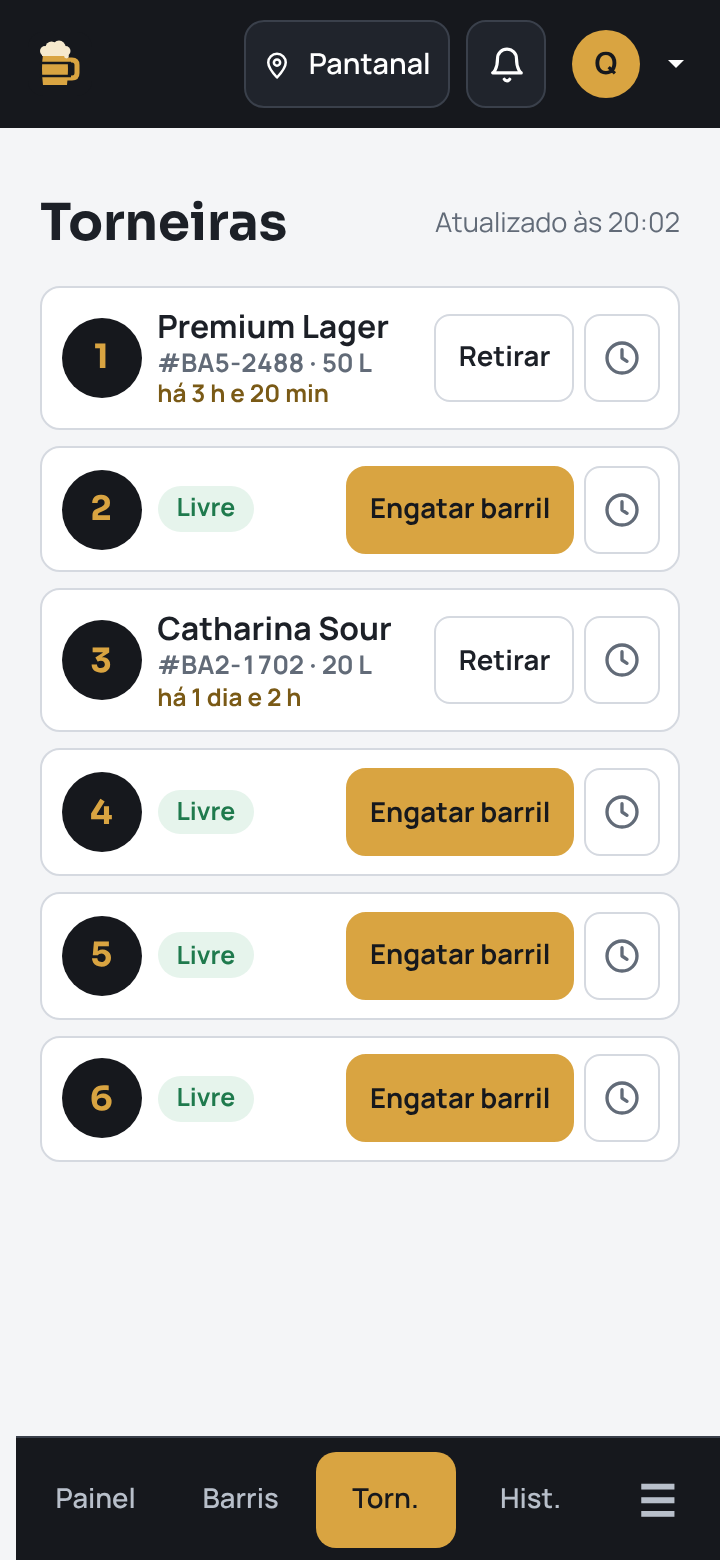 Pantanal
Q
Torneiras
Atualizado às 20:02
1
Premium Lager
#BA5-2488 · 50 L
há 3 h e 20 min
Retirar
2
Livre
Engatar barril
3
Catharina Sour
#BA2-1702 · 20 L
há 1 dia e 2 h
Retirar
4
Livre
Engatar barril
5
Livre
Engatar barril
6
Livre
Engatar barril
Painel
Barris
Torn.
Hist.